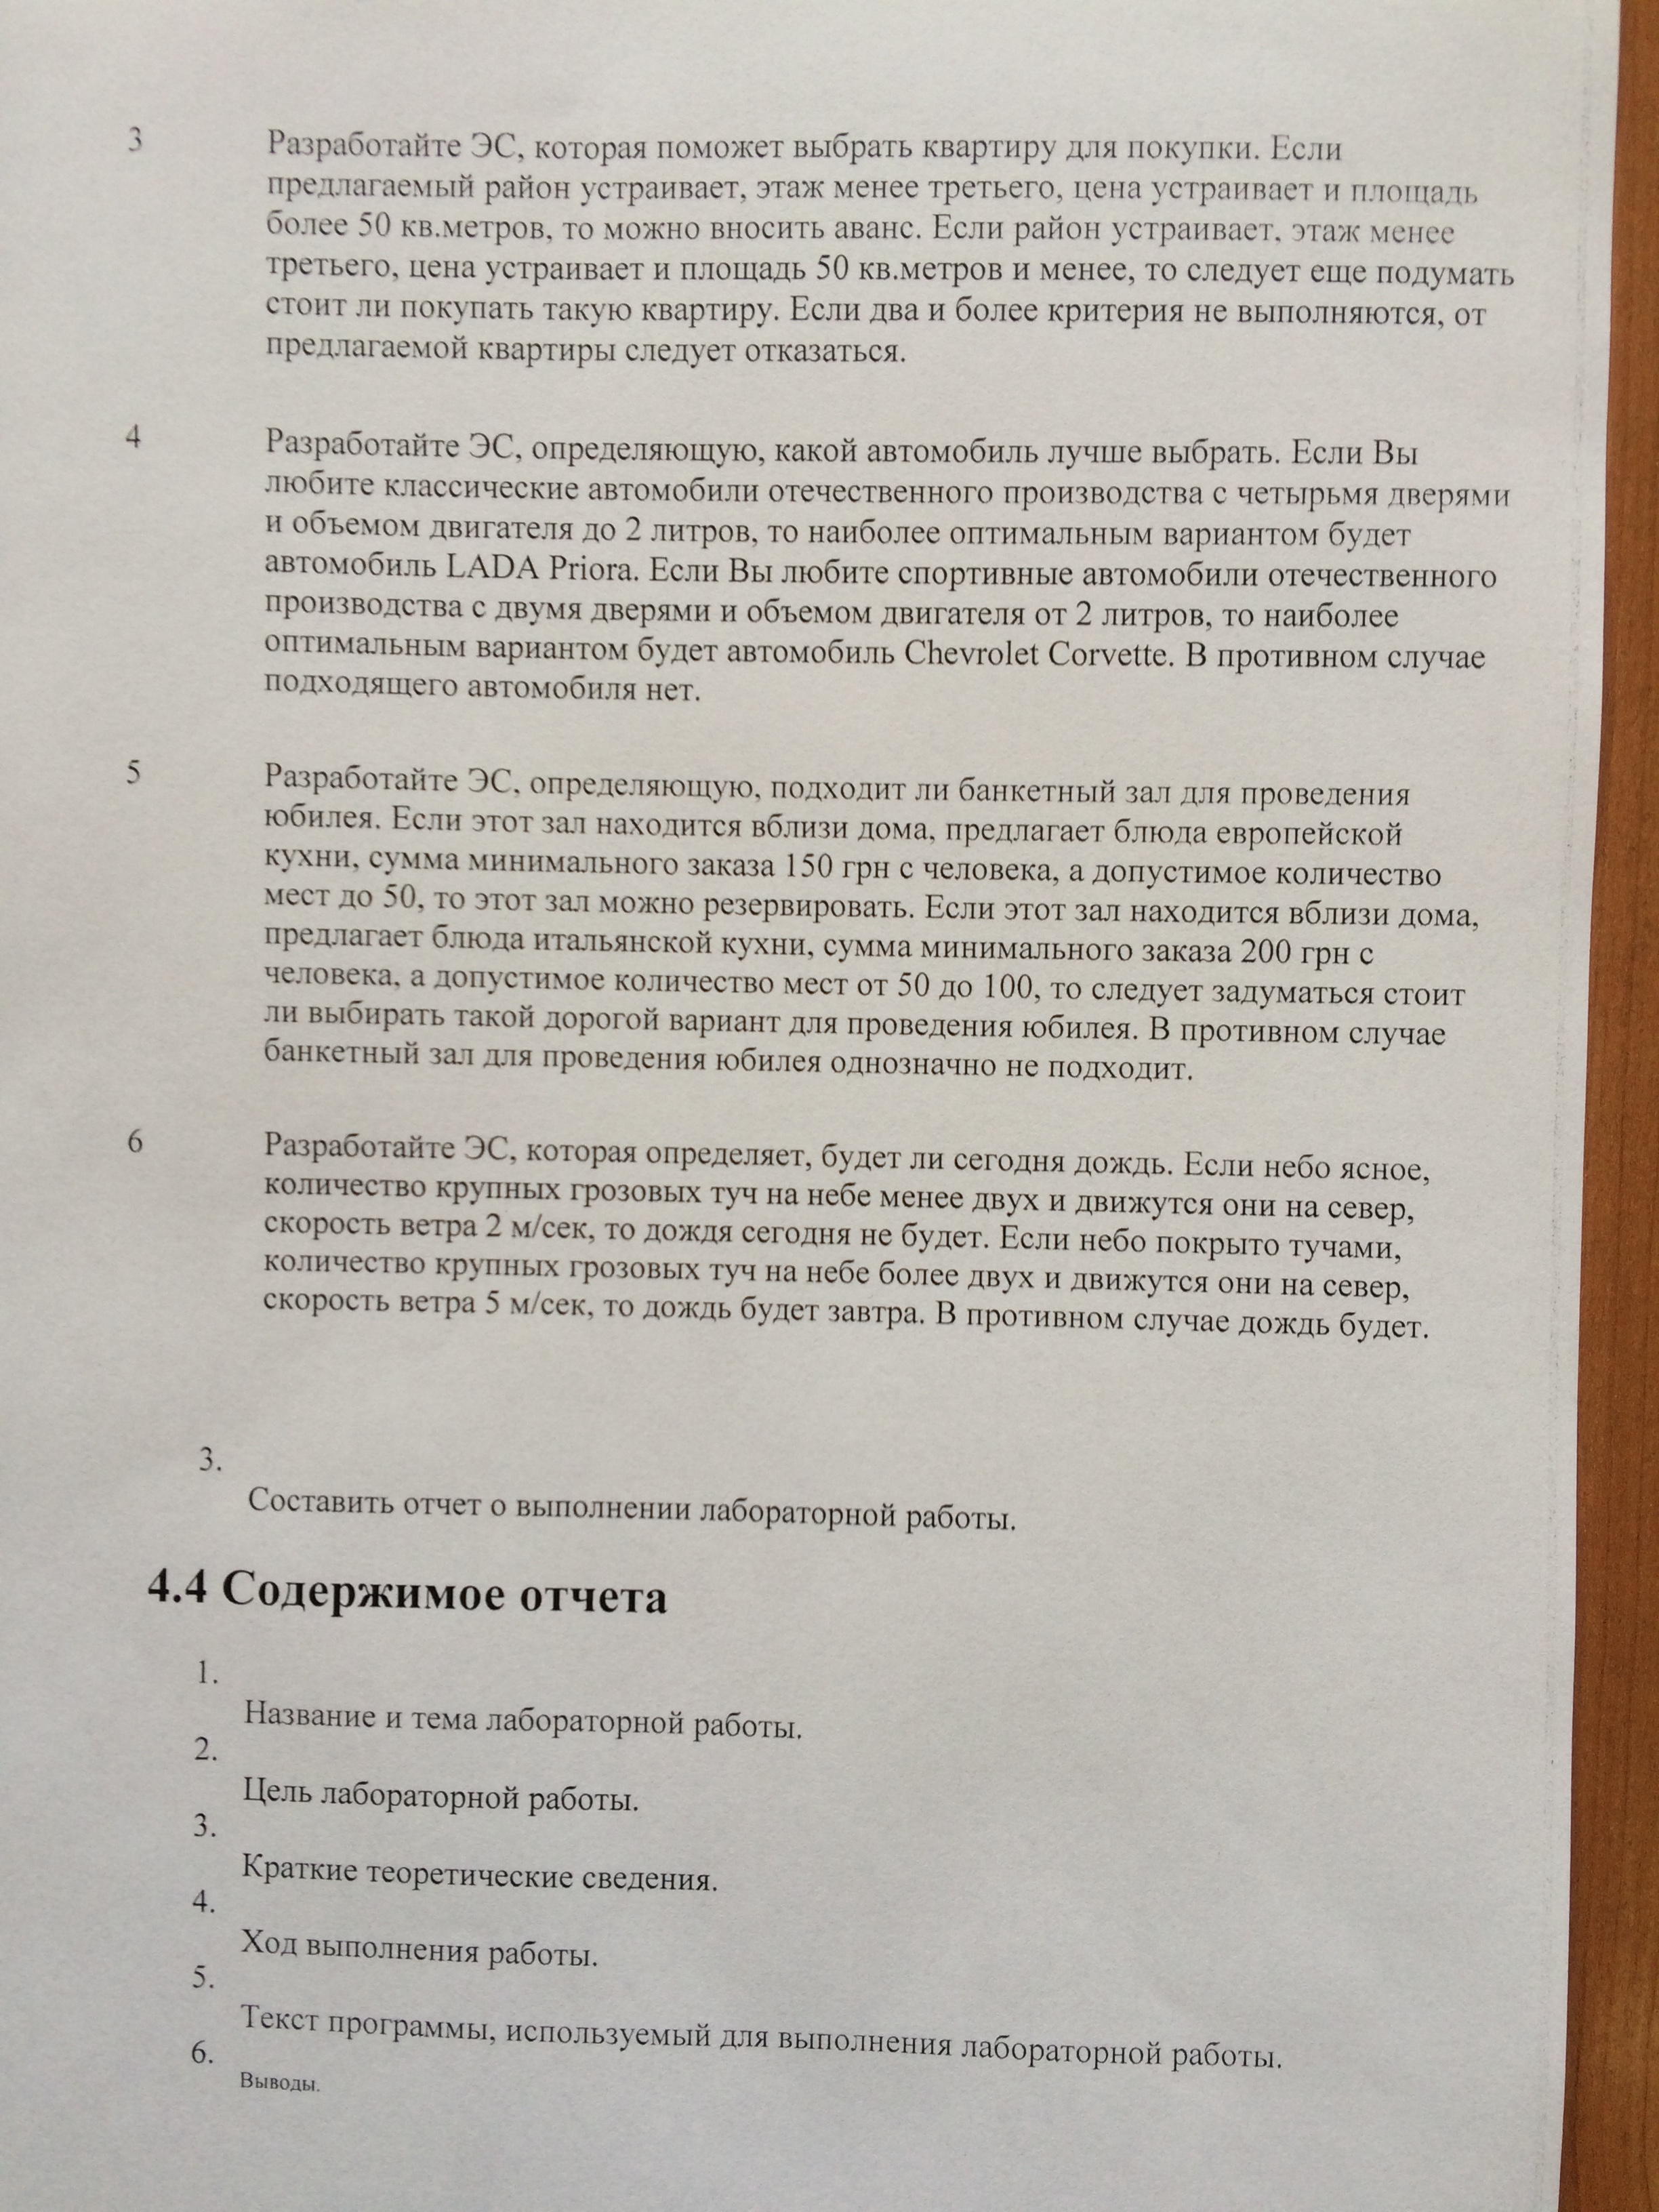 3
Разработайте ЭС, которая поможет выбрать квартиру для покупки. Если
предлагаемый район устраивает, этаж менее третьего, цена устраивает и площадь
более 50 кв.метров, то можно вносить аванс. Если район устраивает, этаж менее
третьего, цена устраивает и площадь 50 кв.метров и менее, то следует еще подумать
стоит ли покупать такую квартиру. Если два и более критерия не выполняются, от
предлагаемой квартиры следует отказаться.
4
Разработайте ЭС, определяющую, какой автомобиль лучше выбрать. Если Вы
любите классические автомобили отечественного производства с четырьмя дверями
и объемом двигателя до 2 литров, то наиболее оптимальным вариантом будет
автомобиль LADA Priora. Если Вы любите спортивные автомобили отечественного
производства с двумя дверями и объемом двигателя от 2 литров, то наиболее
оптимальным вариантом будет автомобиль Chevrolet Corvette. В противном случае
подходящего автомобиля нет.
5
Разработайте ЭС, определяющую, подходит ли банкетный зал для проведения
юбилея. Если этот зал находится вблизи дома, предлагает блюда европейской
кухни, сумма минимального заказа 150 грн с человека, а допустимое количество
мест до 50, то этот зал можно резервировать. Если этот зал находится вблизи дома,
предлагает блюда итальянской кухни, сумма минимального заказа 200 грн с
человека, а допустимое количество мест от 50 до 100, то следует задуматься стоит
ли выбирать такой дорогой вариант для проведения юбилея. В противном случае
банкетный зал для проведения юбилея однозначно не подходит.
6
Разработайте ЭС, которая определяет, будет ли сегодня дождь. Если небо ясное,
количество крупных грозовых туч на небе менее двух и движутся они на север,
скорость ветра 2 м/сек, то дождя сегодня не будет. Если небо покрыто тучами,
количество крупных грозовых туч на небе более двух и движутся они на север,
скорость ветра 5 м/сек, то дождь будет завтра. В противном случае дождь будет.
3.
Составить отчет о выполнении лабораторной работы.
4.4 Содержимое отчета
1.
Название и тема лабораторной работы.
2.
Цель лабораторной работы.
3.
Краткие теоретические сведения.
4.
Ход выполнения работы.
5.
Текст программы, используемый для выполнения лабораторной работы.
6.
Выводы.